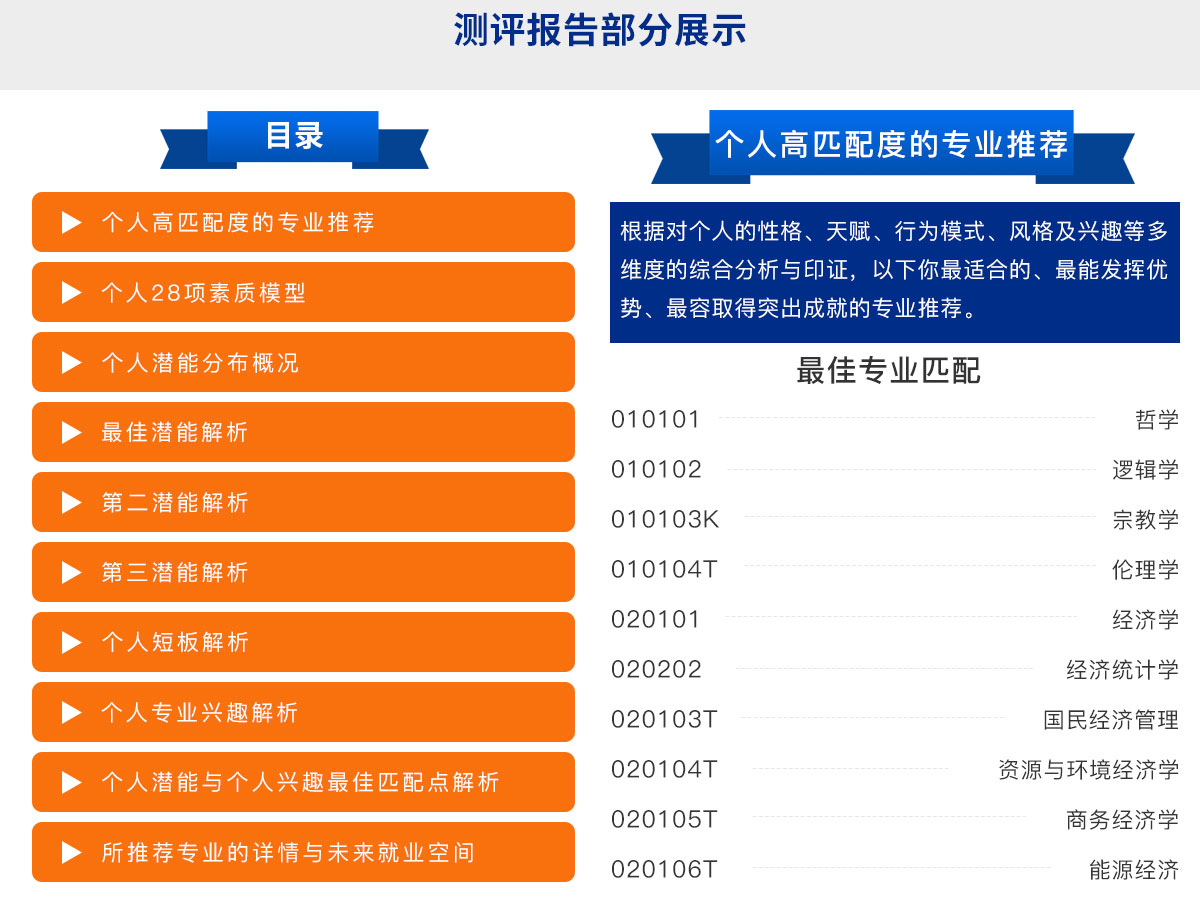 测评报告部分展示
目录
个人高匹配度的专业推荐
个人28项素质模型
个人潜能分布概况
最佳潜能解析
第二潜能解析
第三潜能解析
个人短板解析
个人专业兴趣解析
个人潜能与个人兴趣最佳匹配点解析
所推荐专业的详情与未来就业空间
个人高匹配度的专业推荐
根据对个人的性格、天赋、行为模式、风格及兴趣等多
维度的综合分析与印证，以下你最适合的、最能发挥优
势、最容取得突出成就的专业推荐。
最佳专业匹配
010101 哲学
010102 逻辑学
010103K 宗教学
010104T 伦理学
020101 经济学
020202 经济统计学
020103T 国民经济管理
020104T 资源与环境经济学
020105T 商务经济学
020106T 能源经济